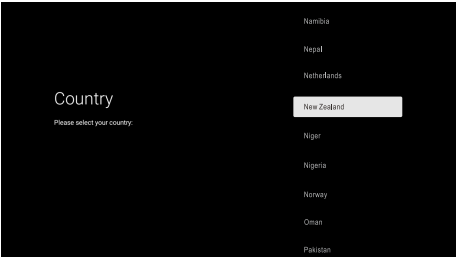 Country
Please select your country:
Namibia
Nepal
Netherlands
New Zealand
Niger
Nigeria
Norway
Oman
Pakistan